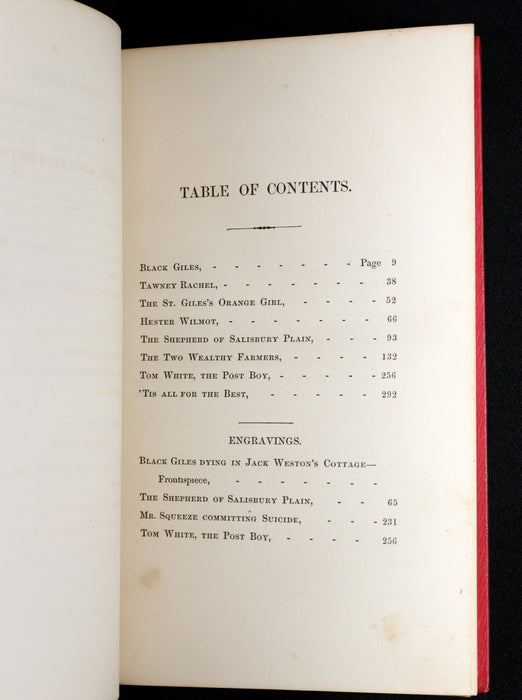 TABLE OF CONTENTS.
BLACK GILES, - - - - - - - Page 9
TAWNEY RACHEL, - - - - - - - 38
THE ST. GILES'S ORANGE GIRL, - - - - - 52
HESTER WILMOT, - - - - - - - 66
THE SHEPHERD OF SALISBURY PLAIN, - - - 93
THE TWO WEALTHY FARMERS, - - - - - 132
TOM WHITE, THE POST BOY, - - - - - 256
'TIS ALL FOR THE BEST, - - - - - 292
ENGRAVINGS.
BLACK GILES DYING IN JACK WESTON'S COTTAGE—
Frontispiece, - - - - - - -
THE SHEPHERD OF SALISBURY PLAIN, - - 65
MR. SQUEEZE COMMITTING SUICIDE, - - - 231
TOM WHITE, THE POST BOY, - - - - 256